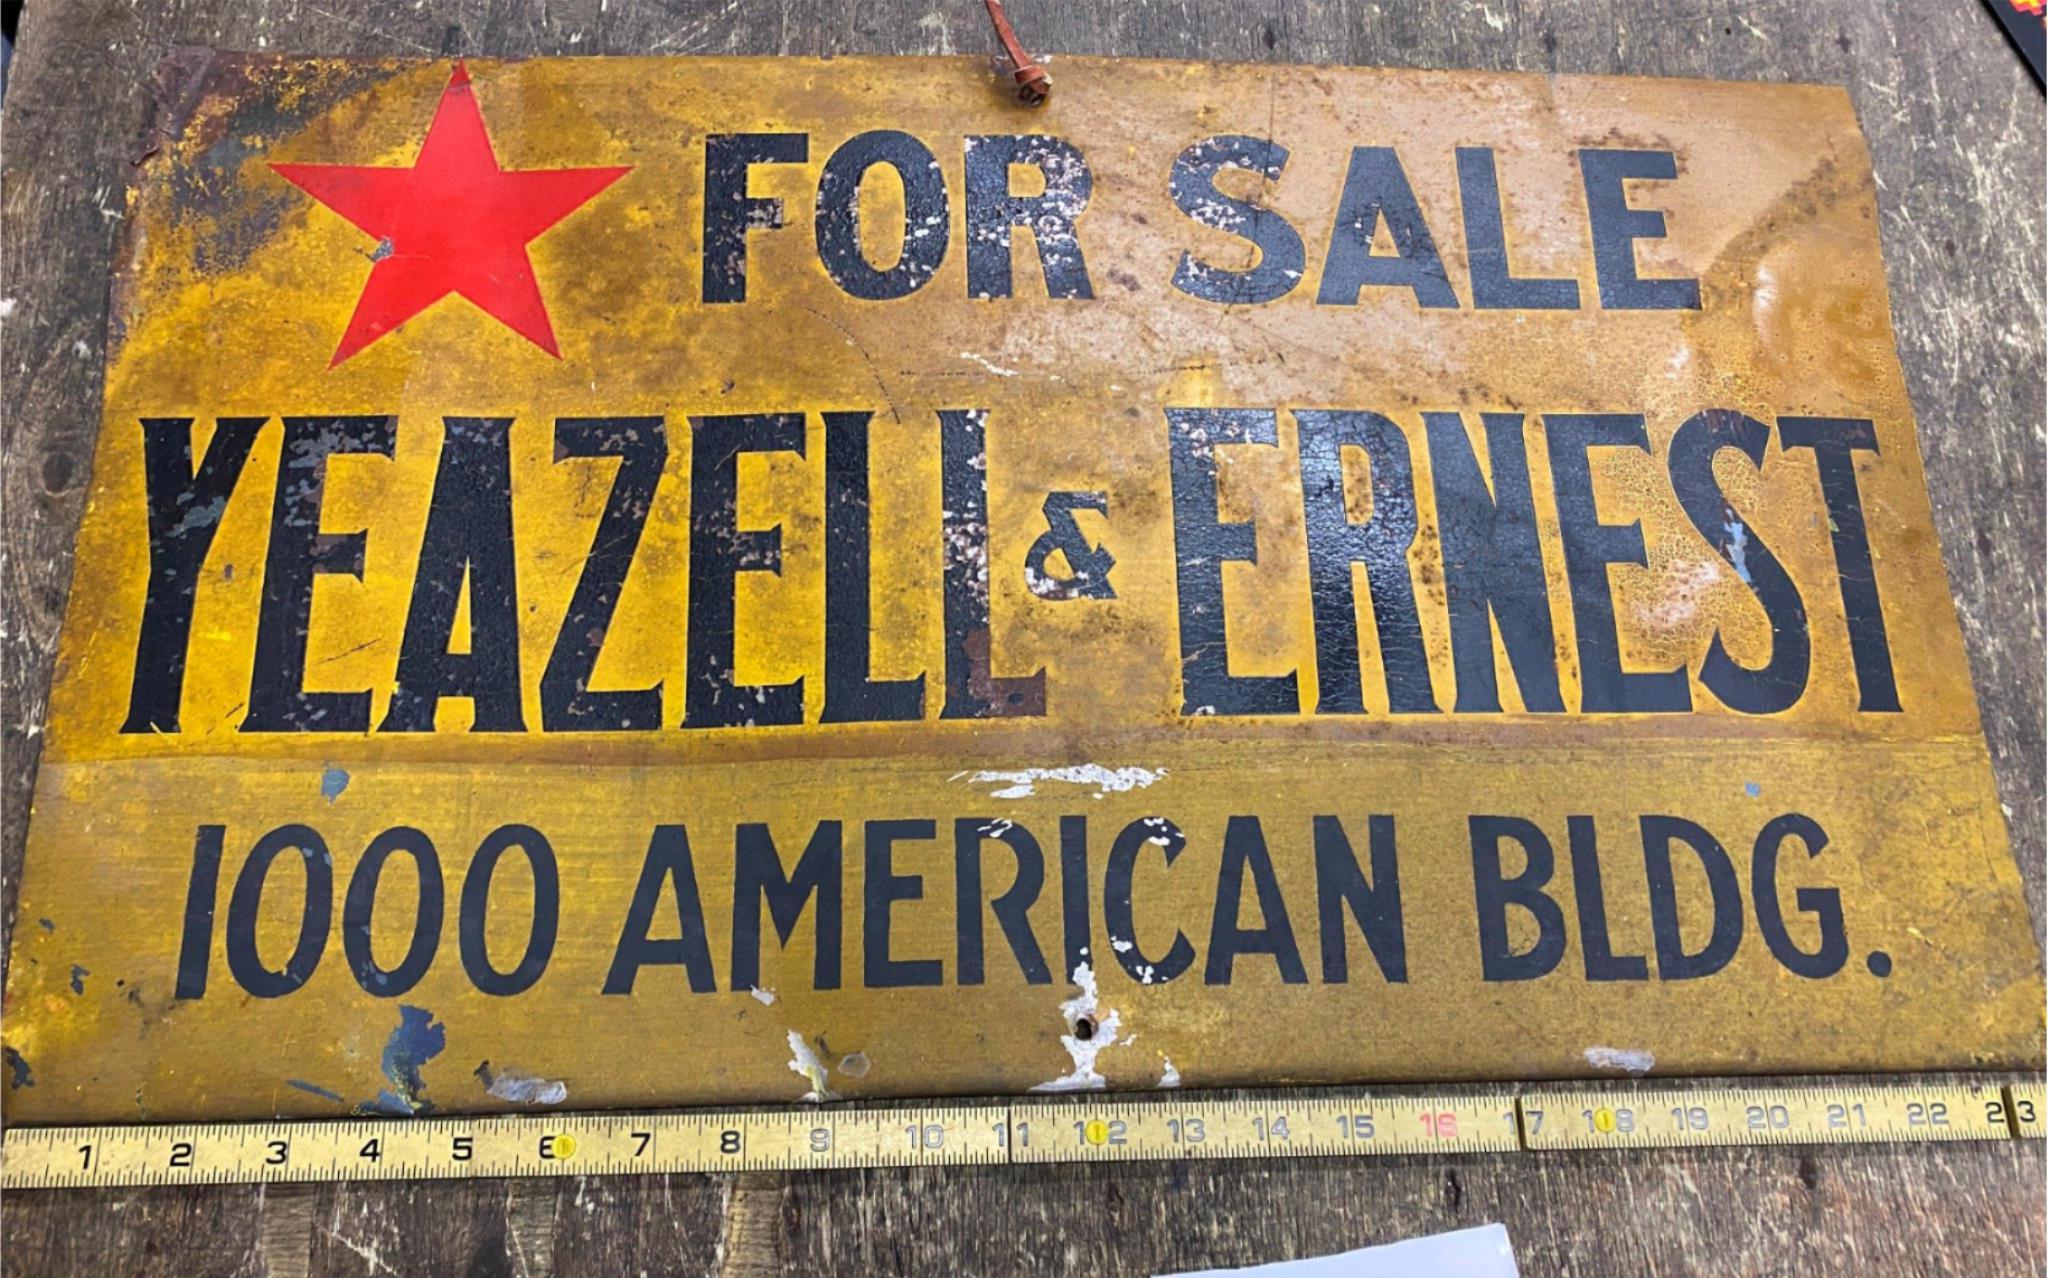 FOR SALE
YEAZELL & ERNEST
1000 AMERICAN BLDG.
1 2 3 4 5 6 7 8 9 10 11 12 13 14 15 16 17 18 19 20 21 22 23